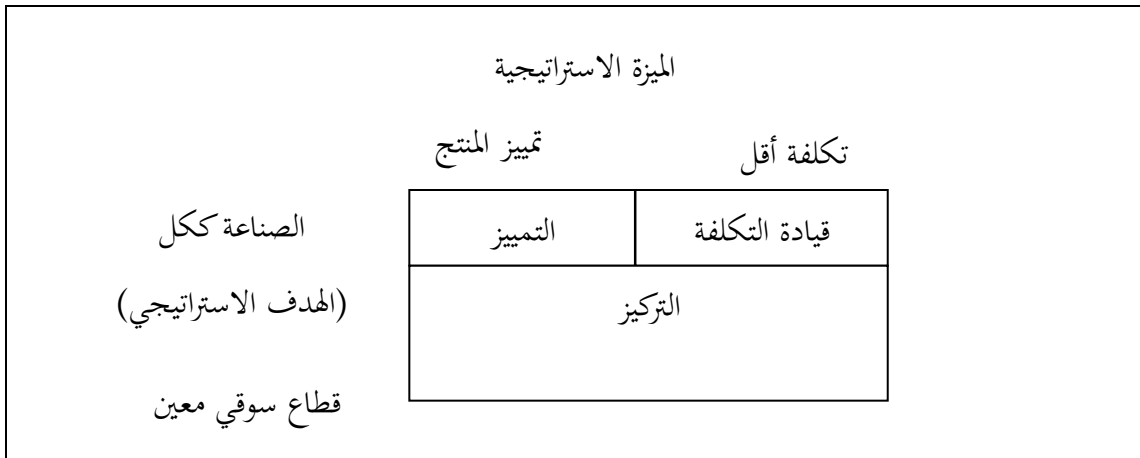 الميزة الاستراتيجية
تكلفة أقل
تمييز المنتج
قيادة التكلفة
التمييز
الصناعة ككل
التركيز
(الهدف الاستراتيجي)
قطاع سوقي معين